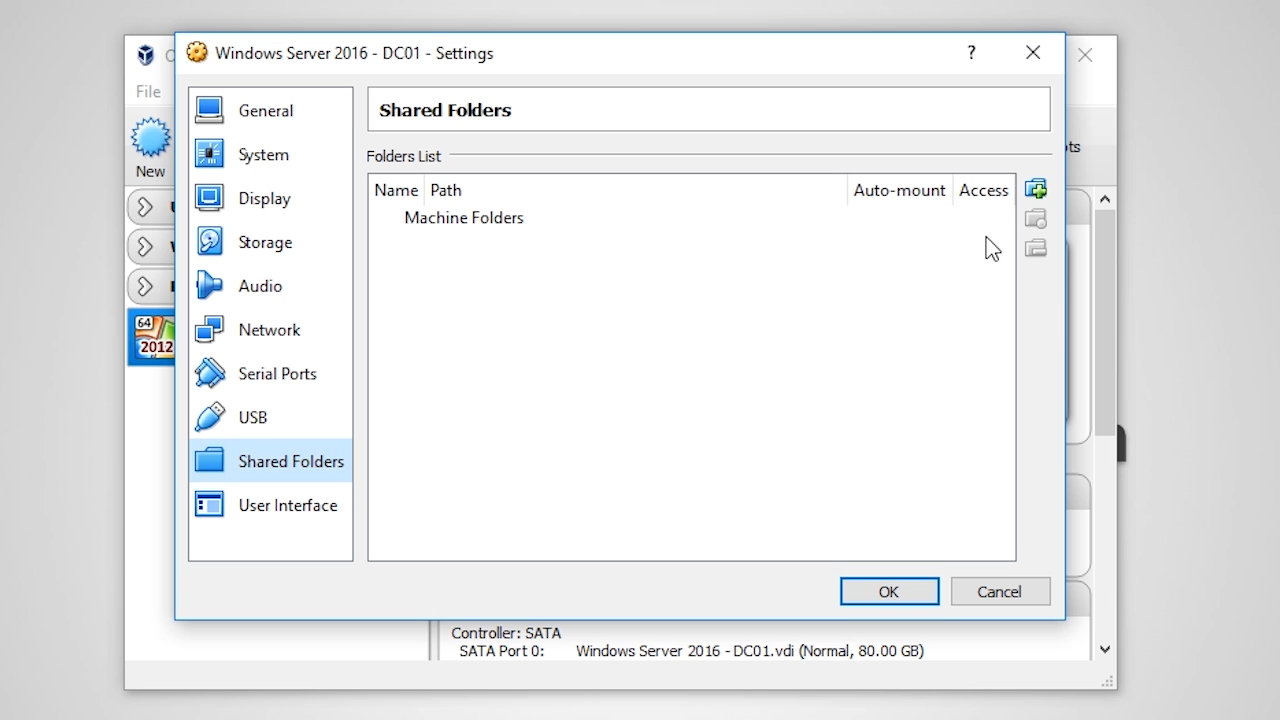 Windows Server 2016 - DC01 - Settings
?
File
New
64
2012
General
System
Display
Storage
Audio
Network
Serial Ports
USB
Shared Folders
User Interface
Shared Folders
Folders List
Name Path Auto-mount Access
Machine Folders
OK Cancel
Controller: SATA
SATA Port 0: Windows Server 2016 - DC01.vdi (Normal, 80.00 GB)